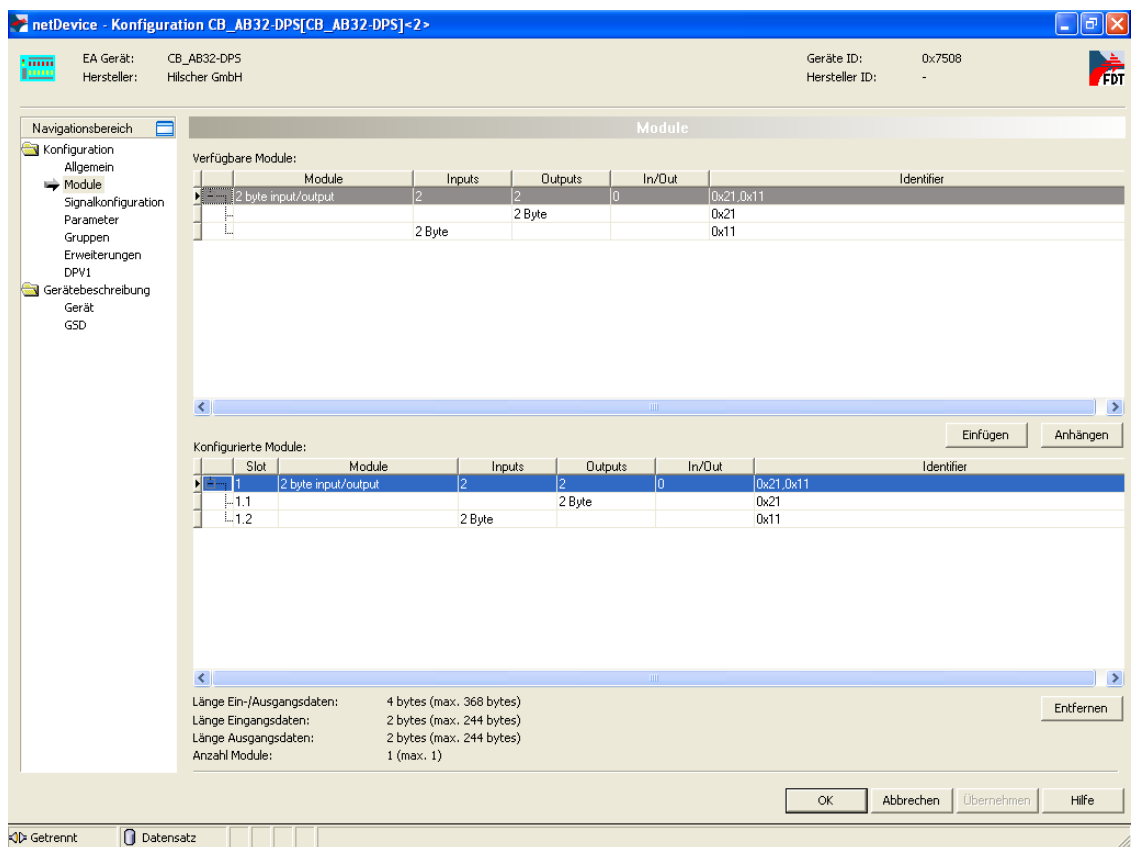 netDevice - Konfiguration CB_AB32-DPS[CB_AB32-DPS]<2>
EA Gerät: CB_AB32-DPS Geräte ID: 0x7508
Hersteller: Hilscher GmbH Hersteller ID: -
FDT
Navigationsbereich
Konfiguration
Allgemein
Module
Signalkonfiguration
Parameter
Gruppen
Erweiterungen
DPV1
Gerätebeschreibung
Gerät
GSD
Module
Verfügbare Module:
Module Inputs Outputs In/Out Identifier
2 byte input/output 2 2 0 0x21,0x11
2 Byte 0x21
2 Byte 0x11
Einfügen Anhängen
Konfigurierte Module:
Slot Module Inputs Outputs In/Out Identifier
1 2 byte input/output 2 2 0 0x21,0x11
1.1 2 Byte 0x21
1.2 2 Byte 0x11
Länge Ein-/Ausgangsdaten: 4 bytes (max. 368 bytes)
Entfernen
Länge Eingangsdaten: 2 bytes (max. 244 bytes)
Länge Ausgangsdaten: 2 bytes (max. 244 bytes)
Anzahl Module: 1 (max. 1)
OK Abbrechen Übernehmen Hilfe
Getrennt Datensatz